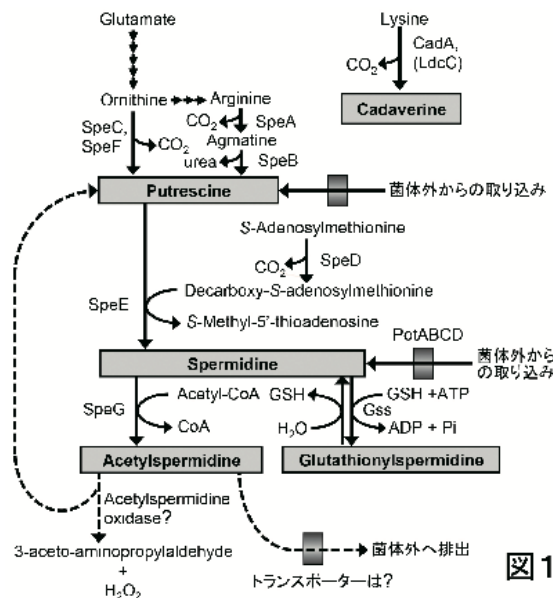 Glutamate
Lysine
CadA,
(LdcC)
CO2
Cadaverine
Ornithine
Arginine
SpeC,
SpeF
CO2
CO2
SpeA
Agmatine
urea
SpeB
Putrescine
菌体外からの取り込み
S-Adenosylmethionine
CO2
SpeD
SpeE
Decarboxy-S-adenosylmethionine
S-Methyl-5'-thioadenosine
PotABCD
Spermidine
菌体外から
の取り込み
SpeG
Acetyl-CoA
CoA
GSH
H2O
GSH +ATP
Gss
ADP + Pi
Acetylspermidine
Glutathionylspermidine
Acetylspermidine
oxidase?
3-aceto-aminopropylaldehyde
+
H2O2
菌体外へ排出
トランスポーターは?
図1